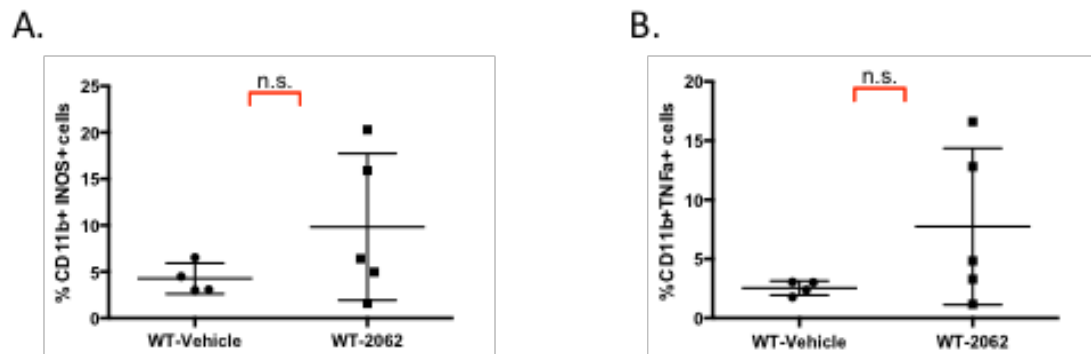 A.
n.s.
25
20
15
10
5
0
% CD11b+ INOS+ cells
WT-Vehicle WT-2062
B.
n.s.
20
15
10
5
0
% CD11b+TNFa+ cells
WT-Vehicle WT-2062